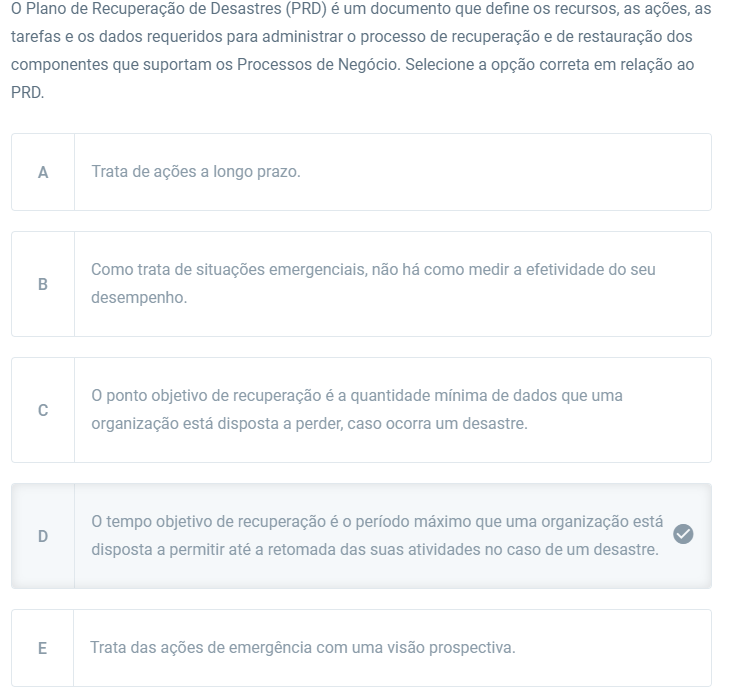 O Plano de Recuperação de Desastres (PRD) é um documento que define os recursos, as ações, as
tarefas e os dados requeridos para administrar o processo de recuperação e de restauração dos
componentes que suportam os Processos de Negócio. Selecione a opção correta em relação ao
PRD.
A
Trata de ações a longo prazo.
B
Como trata de situações emergenciais, não há como medir a efetividade do seu
desempenho.
C
O ponto objetivo de recuperação é a quantidade mínima de dados que uma
organização está disposta a perder, caso ocorra um desastre.
D
O tempo objetivo de recuperação é o período máximo que uma organização está
disposta a permitir até a retomada das suas atividades no caso de um desastre.
E
Trata das ações de emergência com uma visão prospectiva.